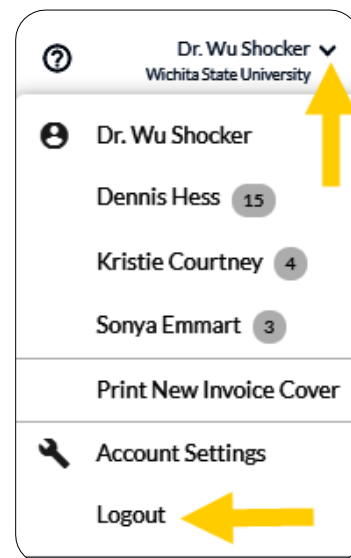 Dr. Wu Shocker
Wichita State University
Dr. Wu Shocker
Dennis Hess 15
Kristie Courtney 4
Sonya Emmart 3
Print New Invoice Cover
Account Settings
Logout